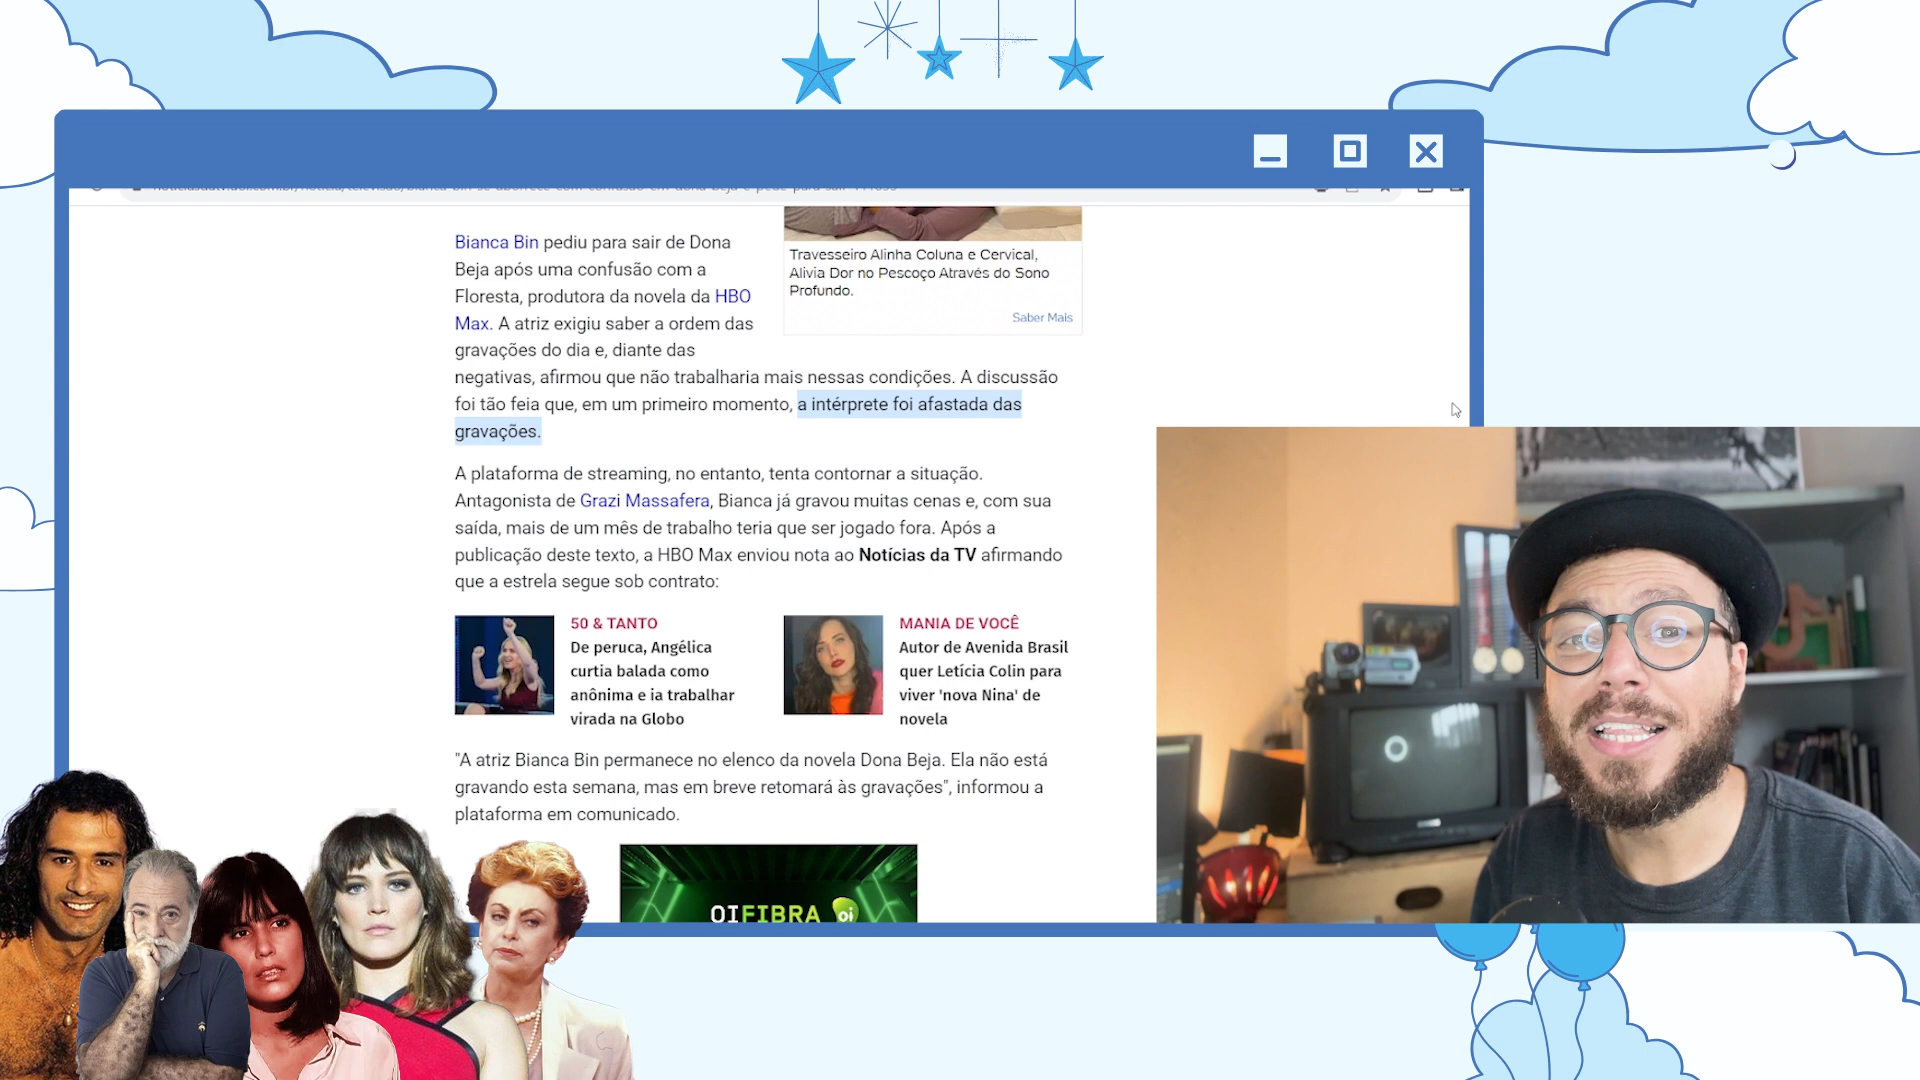 Bianca Bin pediu para sair de Dona
Beja após uma confusão com a
Floresta, produtora da novela da HBO
Max. A atriz exigiu saber a ordem das
gravações do dia e, diante das
negativas, afirmou que não trabalharia mais nessas condições. A discussão
foi tão feia que, em um primeiro momento, a intérprete foi afastada das
gravações.
Travesseiro Alinha Coluna e Cervical,
Alivia Dor no Pescoço Através do Sono
Profundo.
Saber Mais
A plataforma de streaming, no entanto, tenta contornar a situação.
Antagonista de Grazi Massafera, Bianca já gravou muitas cenas e, com sua
saída, mais de um mês de trabalho teria que ser jogado fora. Após a
publicação deste texto, a HBO Max enviou nota ao Notícias da TV afirmando
que a estrela segue sob contrato:
50 & TANTO
De peruca, Angélica
curtia balada como
anônima e ia trabalhar
virada na Globo
MANIA DE VOCÊ
Autor de Avenida Brasil
quer Letícia Colin para
viver 'nova Nina' de
novela
"A atriz Bianca Bin permanece no elenco da novela Dona Beja. Ela não está
gravando esta semana, mas em breve retomará às gravações", informou a
plataforma em comunicado.
OIFIBRA oi